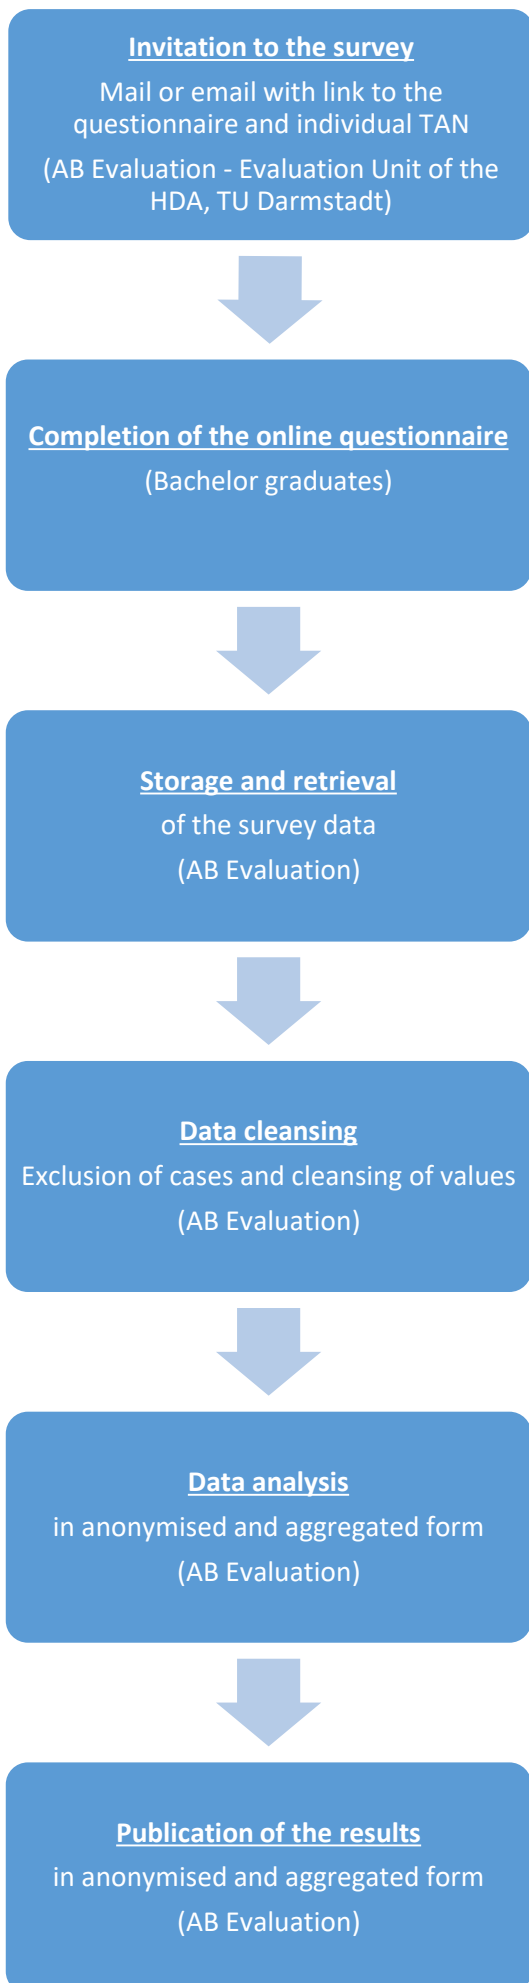 Invitation to the survey
Mail or email with link to the
questionnaire and individual TAN
(AB Evaluation - Evaluation Unit of the
HDA, TU Darmstadt)
Completion of the online questionnaire
(Bachelor graduates)
Storage and retrieval
of the survey data
(AB Evaluation)
Data cleansing
Exclusion of cases and cleansing of values
(AB Evaluation)
Data analysis
in anonymised and aggregated form
(AB Evaluation)
Publication of the results
in anonymised and aggregated form
(AB Evaluation)